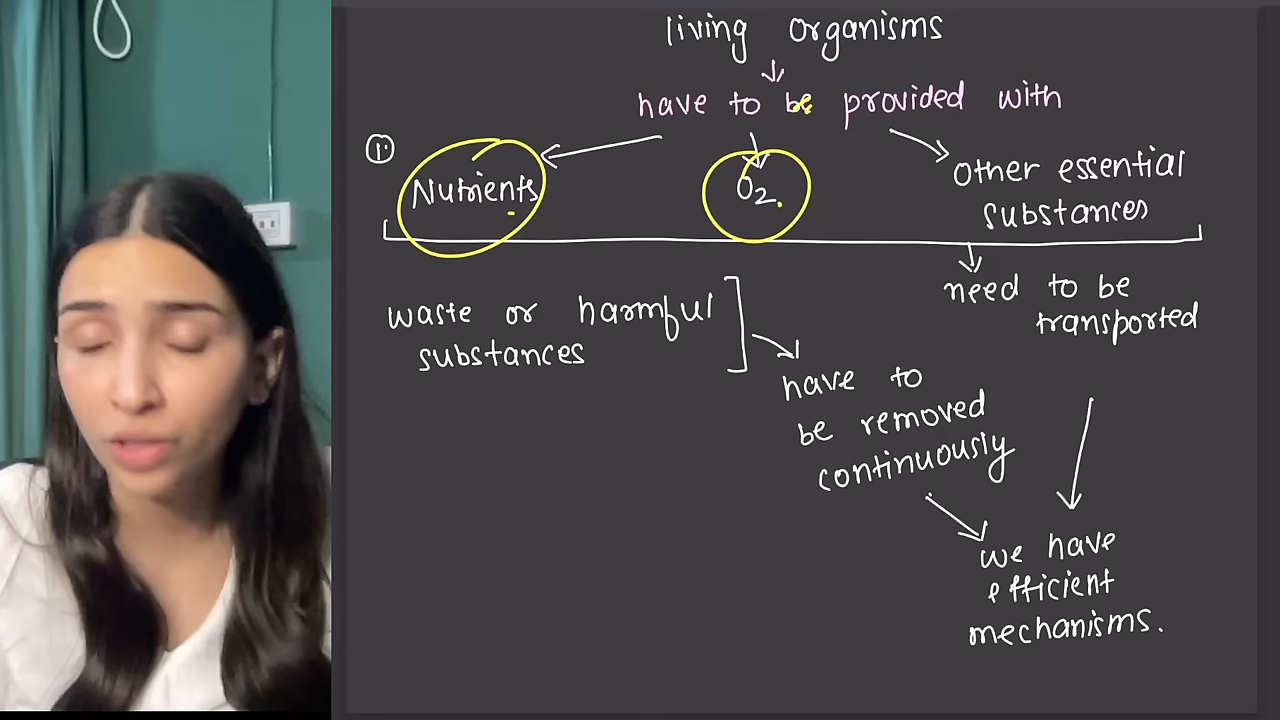 living organisms
have to be provided with
1.
Nutrients
O2
Other essential
substances
need to be
transported
waste or harmful
substances
have to
be removed
continuously
we have
efficient
mechanisms.